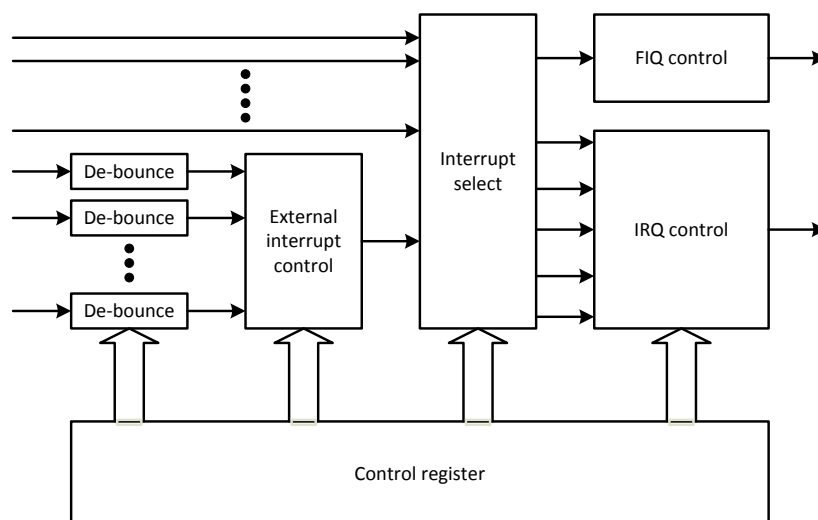 FIQ control
De-bounce
De-bounce
De-bounce
External
interrupt
control
Interrupt
select
IRQ control
Control register